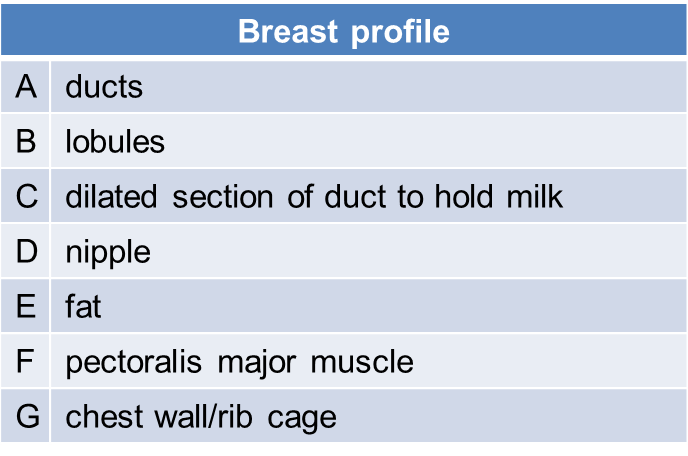 Breast profile
A ducts
B lobules
C dilated section of duct to hold milk
D nipple
E fat
F pectoralis major muscle
G chest wall/rib cage